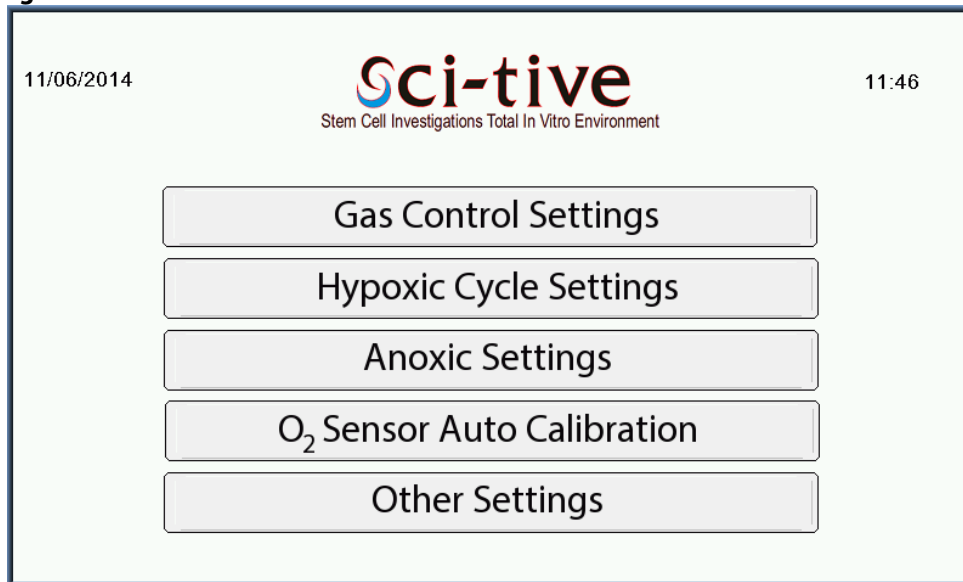 11/06/2014
Sci-tive
11:46
Stem Cell Investigations Total In Vitro Environment
Gas Control Settings
Hypoxic Cycle Settings
Anoxic Settings
O₂ Sensor Auto Calibration
Other Settings